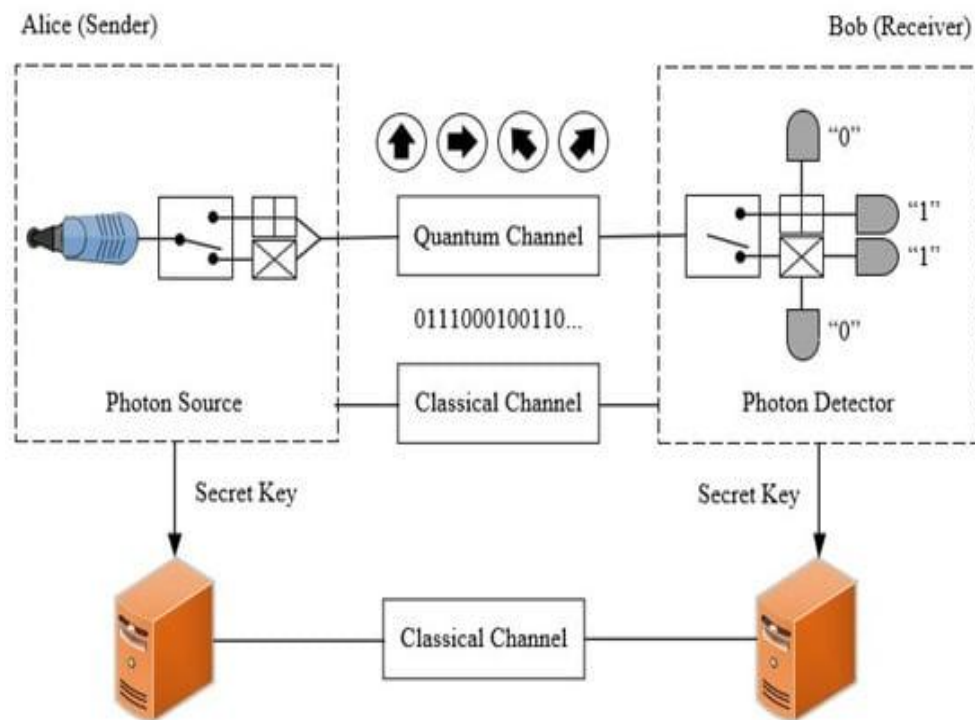 Alice (Sender)
Bob (Receiver)
“0”
“1”
Quantum Channel
“1”
0111000100110...
“0”
Photon Source
Classical Channel
Photon Detector
Secret Key
Secret Key
Classical Channel